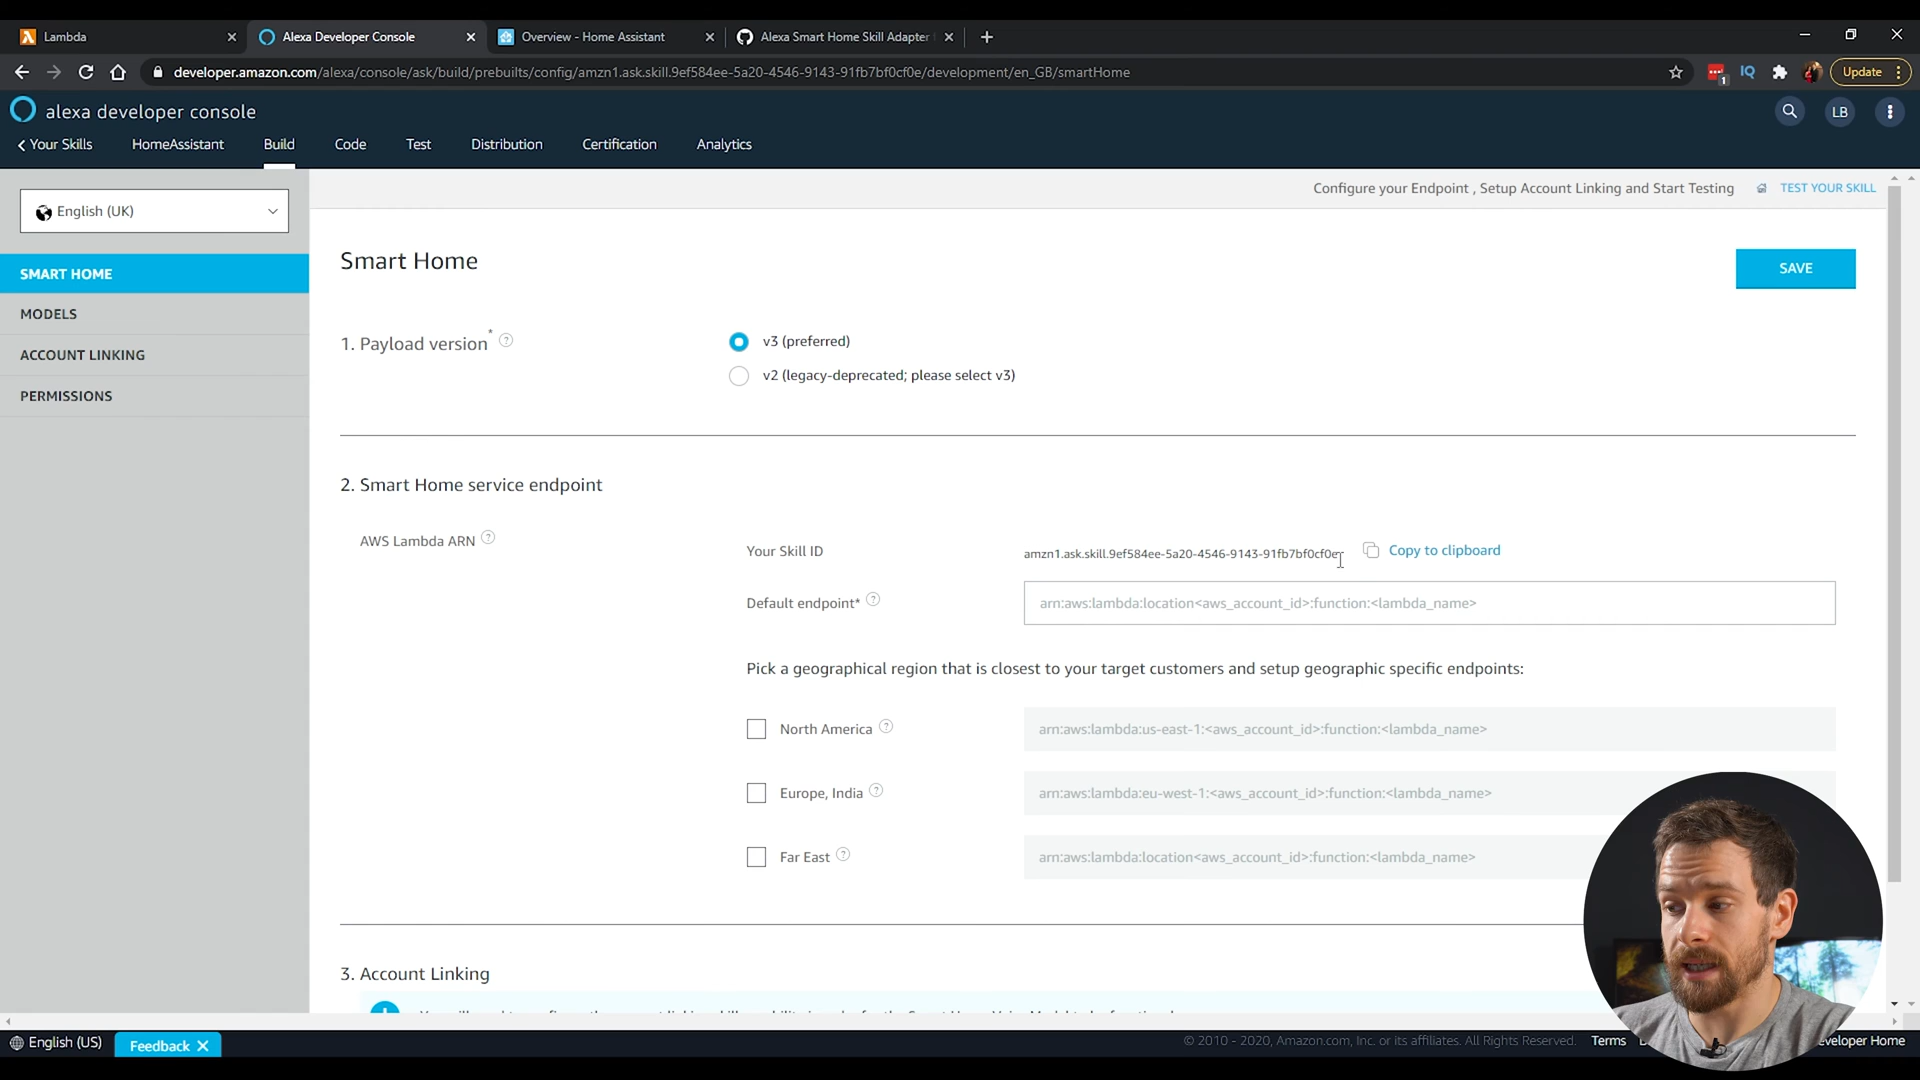 Lambda
Alexa Developer Console
Overview - Home Assistant
Alexa Smart Home Skill Adapter
developer.amazon.com/alexa/console/ask/build/prebuilts/config/amzn1.ask.skill.9ef584ee-5a20-4546-9143-91fb7bf0cf0e/development/en_GB/smartHome
1
IQ
Update
alexa developer console
LB
Your Skills
HomeAssistant
Build
Code
Test
Distribution
Certification
Analytics
English (UK)
Configure your Endpoint , Setup Account Linking and Start Testing
TEST YOUR SKILL
SMART HOME
MODELS
ACCOUNT LINKING
PERMISSIONS
Smart Home
SAVE
1. Payload version *
v3 (preferred)
v2 (legacy-deprecated; please select v3)
2. Smart Home service endpoint
AWS Lambda ARN
Your Skill ID
amzn1.ask.skill.9ef584ee-5a20-4546-9143-91fb7bf0cf0e
Copy to clipboard
Default endpoint*
arn:aws:lambda:location<aws_account_id>:function:<lambda_name>
Pick a geographical region that is closest to your target customers and setup geographic specific endpoints:
North America
arn:aws:lambda:us-east-1:<aws_account_id>:function:<lambda_name>
Europe, India
arn:aws:lambda:eu-west-1:<aws_account_id>:function:<lambda_name>
Far East
arn:aws:lambda:location<aws_account_id>:function:<lambda_name>
3. Account Linking
English (US)
Feedback
© 2010 - 2020, Amazon.com, Inc. or its affiliates. All Rights Reserved.
Terms
eveloper Home